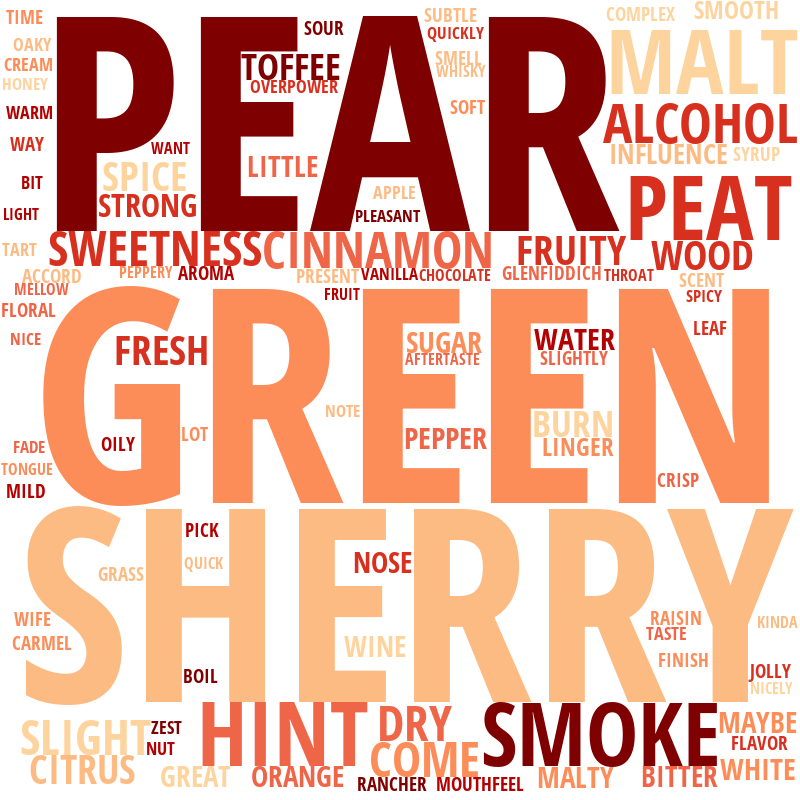 TIME
SOUR
SUBTLE
COMPLEX
SMOOTH
PEAR
QUICKLY
OAKY
MALT
TOFFEE
SMELL
CREAM
WHISKY
HONEY
OVERPOWER
WARM
SOFT
ALCOHOL
WAY
WANT
INFLUENCE
SYRUP
LITTLE
SPICE
BIT
APPLE
PEAT
STRONG
LIGHT
PLEASANT
TART
SWEETNESS
CINNAMON
FRUITY
WOOD
ACCORD
PEPPERY
AROMA
PRESENT
VANILLA
CHOCOLATE
GLENFIDDICH
THROAT
SCENT
MELLOW
FRUIT
SPICY
FLORAL
GREEN
LEAF
NICE
FRESH
SUGAR
WATER
AFTERTASTE
SLIGHTLY
NOTE
BURN
LOT
PEPPER
FADE
OILY
LINGER
TONGUE
CRISP
MILD
SHERRY
PICK
QUICK
NOSE
GRASS
WIFE
RAISIN
KINDA
TASTE
CARMEL
WINE
FINISH
BOIL
JOLLY
NICELY
HINT
DRY
SMOKE
MAYBE
SLIGHT
ZEST
NUT
FLAVOR
COME
CITRUS
GREAT
ORANGE
RANCHER
MOUTHFEEL
MALTY
BITTER
WHITE